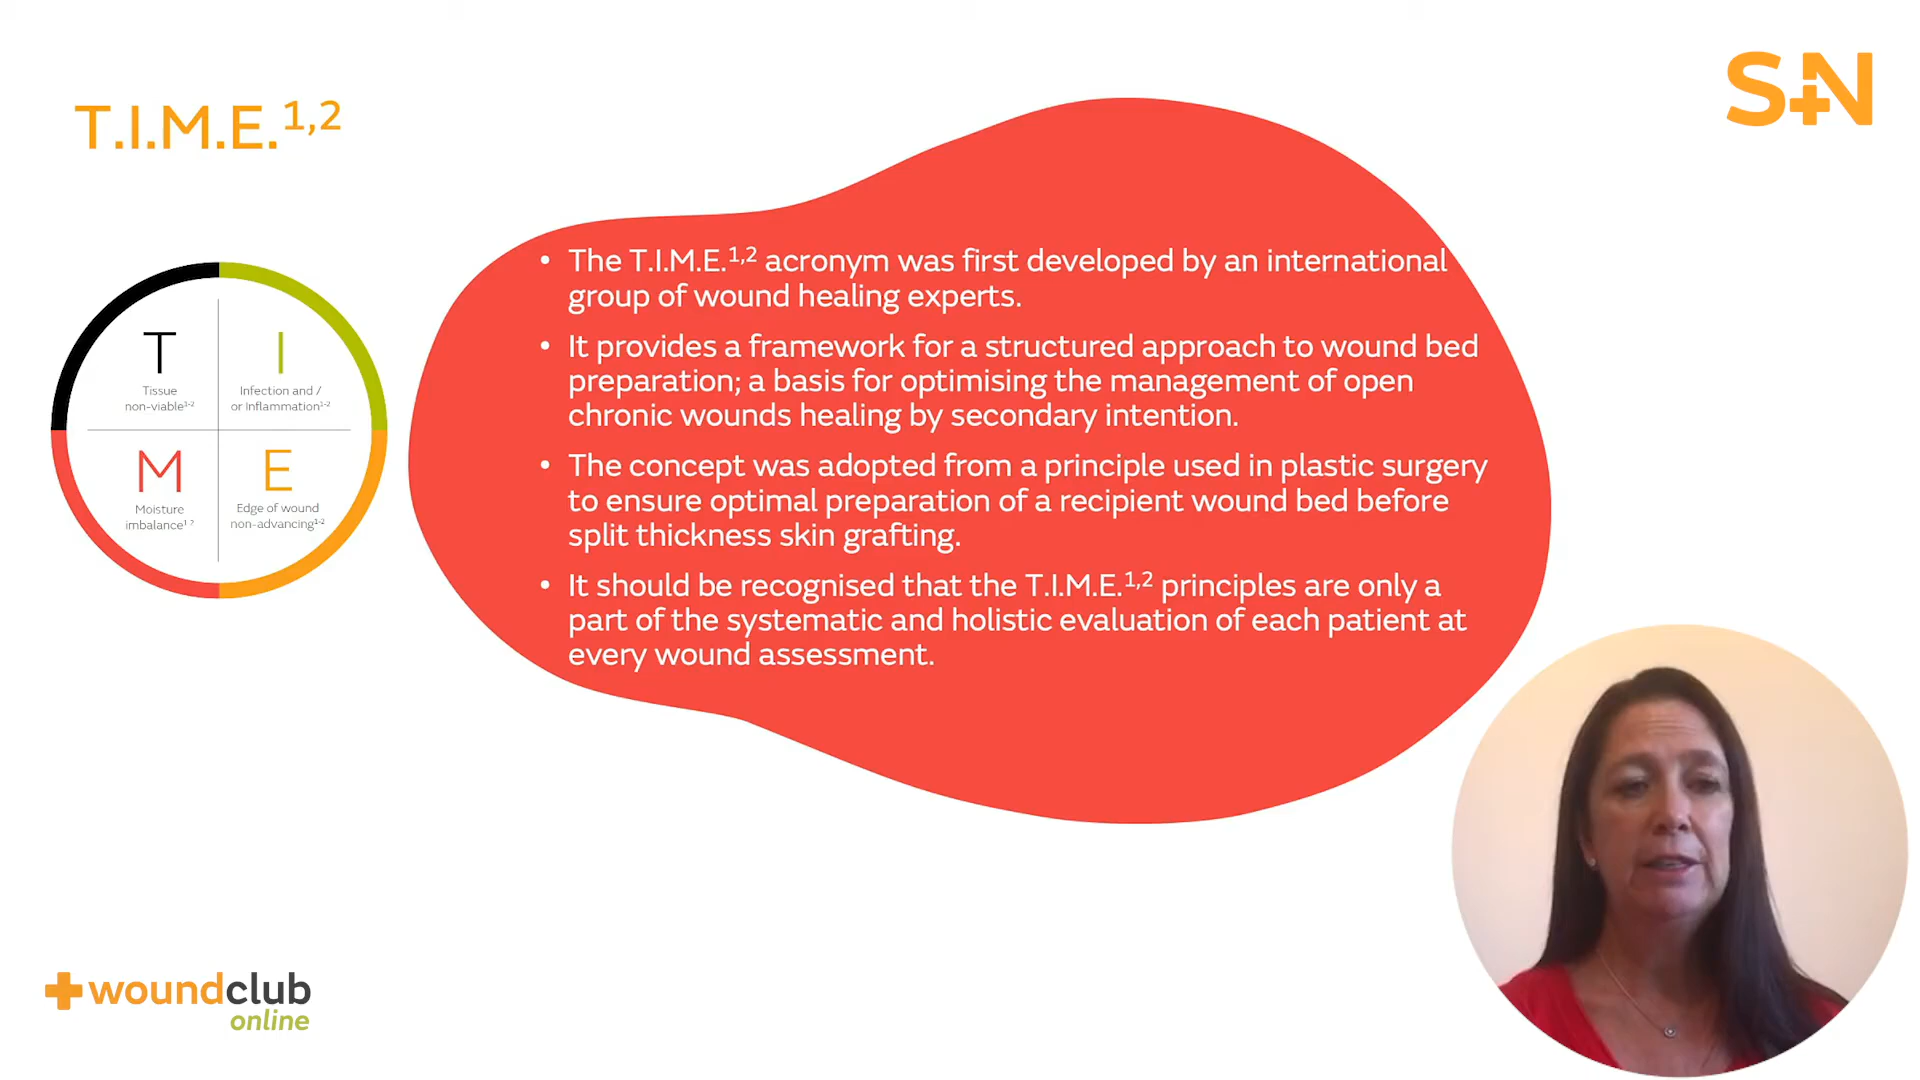 T.I.M.E.1,2
S+N
T
Tissue
non-viable1-2
I
Infection and /
or Inflammation1-2
M
Moisture
imbalance1-2
E
Edge of wound
non-advancing1-2
• The T.I.M.E.1,2 acronym was first developed by an international
group of wound healing experts.
• It provides a framework for a structured approach to wound bed
preparation; a basis for optimising the management of open
chronic wounds healing by secondary intention.
• The concept was adopted from a principle used in plastic surgery
to ensure optimal preparation of a recipient wound bed before
split thickness skin grafting.
• It should be recognised that the T.I.M.E.1,2 principles are only a
part of the systematic and holistic evaluation of each patient at
every wound assessment.
woundclub
online